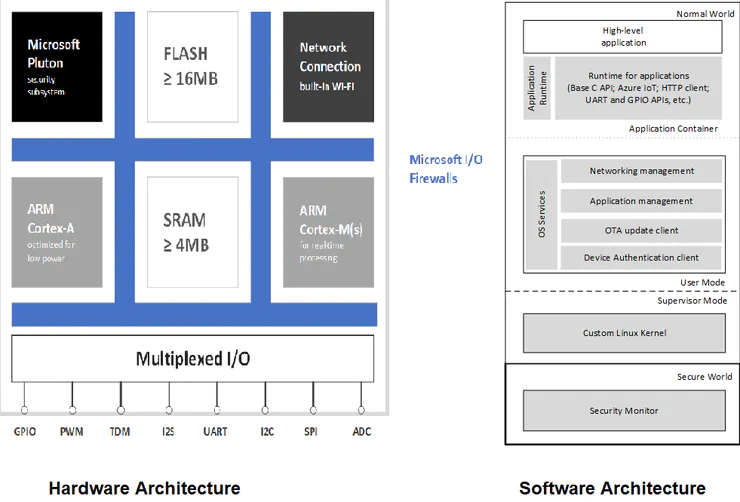 Microsoft
Pluton
security
subsystem
FLASH
≥ 16MB
Network
Connection
built-in Wi-Fi
ARM
Cortex-A
optimized for
low power
SRAM
≥ 4MB
ARM
Cortex-M(s)
for realtime
processing
Microsoft I/O
Firewalls
Multiplexed I/O
GPIO PWM TDM I2S UART I2C SPI ADC
Hardware Architecture
Normal World
High-level
application
Application
Runtime
Runtime for applications
(Base C API; Azure IoT; HTTP client;
UART and GPIO APIs, etc.)
Application Container
OS Services
Networking management
Application management
OTA update client
Device Authentication client
User Mode
Supervisor Mode
Custom Linux Kernel
Secure World
Security Monitor
Software Architecture